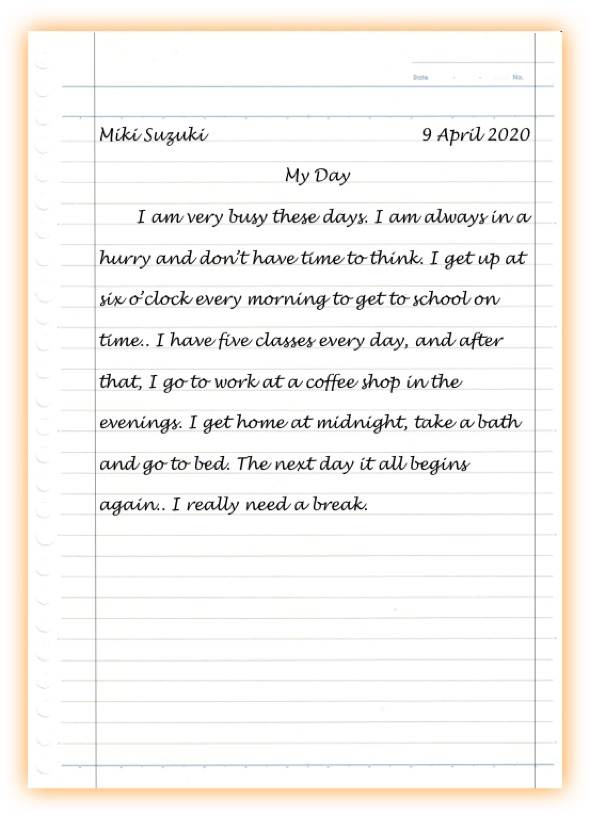 Date . . No.
Miki Suzuki 9 April 2020
My Day
I am very busy these days. I am always in a
hurry and don't have time to think. I get up at
six o'clock every morning to get to school on
time.. I have five classes every day, and after
that, I go to work at a coffee shop in the
evenings. I get home at midnight, take a bath
and go to bed. The next day it all begins
again.. I really need a break.